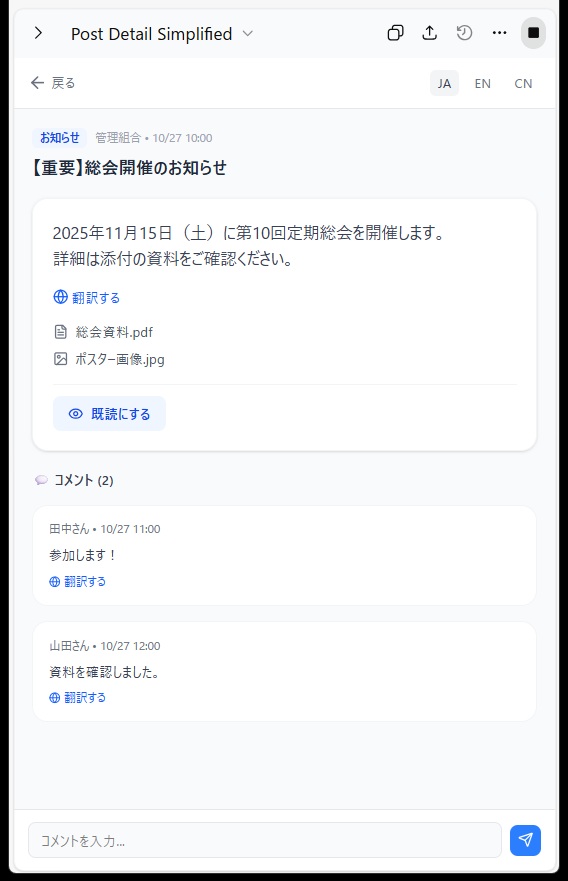 Post Detail Simplified
戻る
JA EN CN
お知らせ 管理組合 • 10/27 10:00
【重要】総会開催のお知らせ
2025年11月15日（土）に第10回定期総会を開催します。
詳細は添付の資料をご確認ください。
翻訳する
総会資料.pdf
ポスター画像.jpg
既読にする
コメント (2)
田中さん • 10/27 11:00
参加します！
翻訳する
山田さん • 10/27 12:00
資料を確認しました。
翻訳する
コメントを入力...